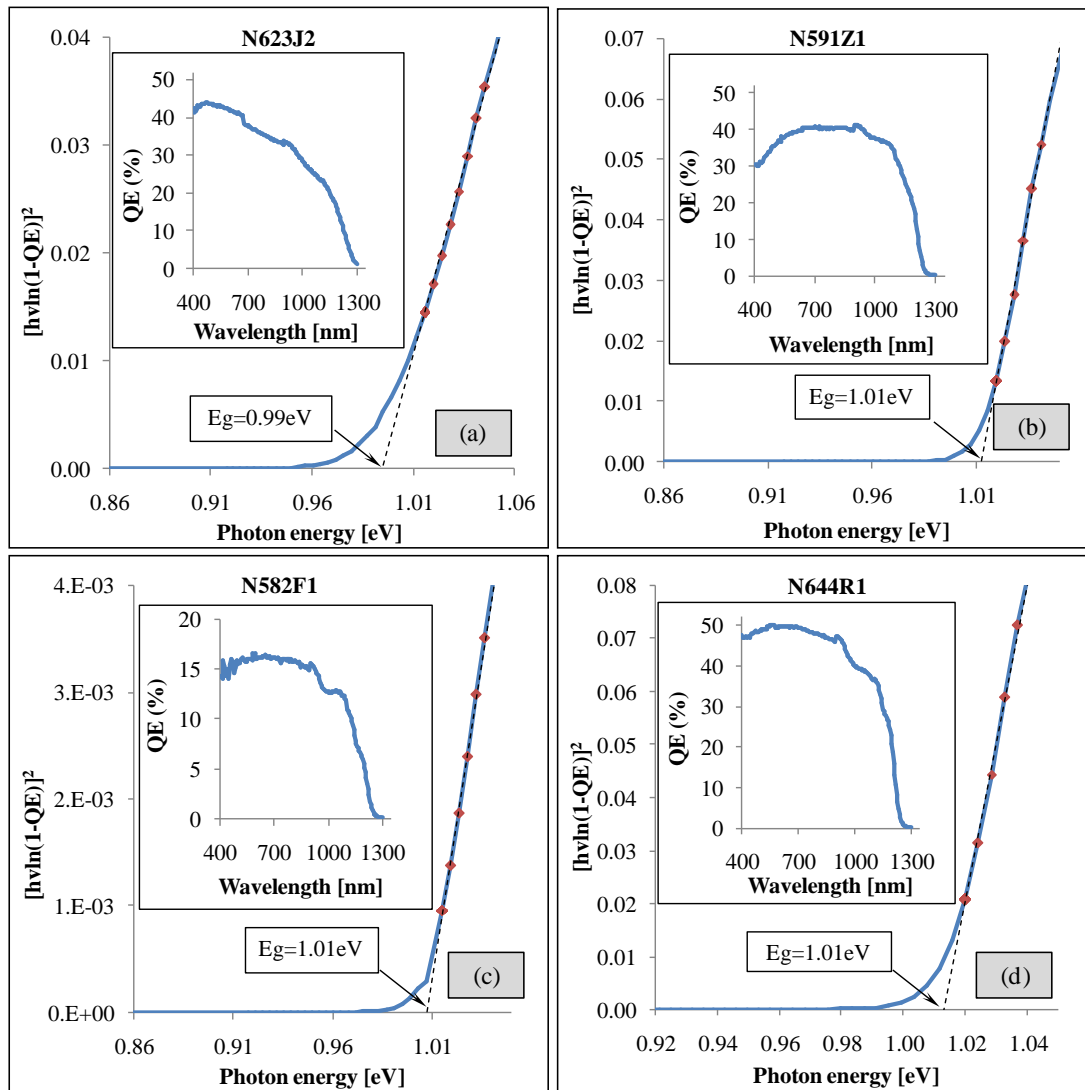 N623J2
0.04
0.03
0.02
0.01
0.00
[hνln(1-QE)]²
0.86 0.91 0.96 1.01 1.06
Photon energy [eV]
50
40
30
20
10
0
QE (%)
400 700 1000 1300
Wavelength [nm]
Eg=0.99eV
(a)
N591Z1
0.07
0.06
0.05
0.04
0.03
0.02
0.01
0.00
[hνln(1-QE)]²
0.86 0.91 0.96 1.01
Photon energy [eV]
50
40
30
20
10
0
QE (%)
400 700 1000 1300
Wavelength [nm]
Eg=1.01eV
(b)
N582F1
4.E-03
3.E-03
2.E-03
1.E-03
0.E+00
[hνln(1-QE)]²
0.86 0.91 0.96 1.01
Photon energy [eV]
20
15
10
5
0
QE (%)
400 700 1000 1300
Wavelength [nm]
Eg=1.01eV
(c)
N644R1
0.08
0.07
0.06
0.05
0.04
0.03
0.02
0.01
0.00
[hνln(1-QE)]²
0.92 0.94 0.96 0.98 1.00 1.02 1.04
Photon energy [eV]
50
40
30
20
10
0
QE (%)
400 700 1000 1300
Wavelength [nm]
Eg=1.01eV
(d)